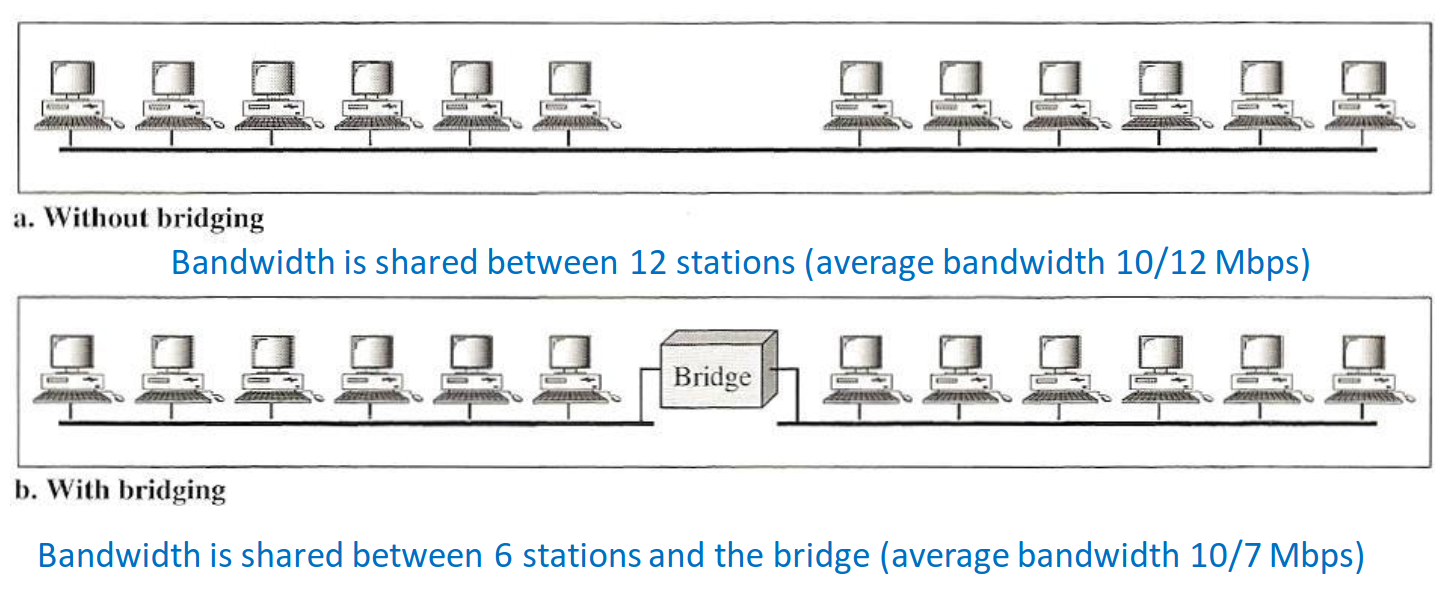 a. Without bridging
Bandwidth is shared between 12 stations (average bandwidth 10/12 Mbps)
Bridge
b. With bridging
Bandwidth is shared between 6 stations and the bridge (average bandwidth 10/7 Mbps)